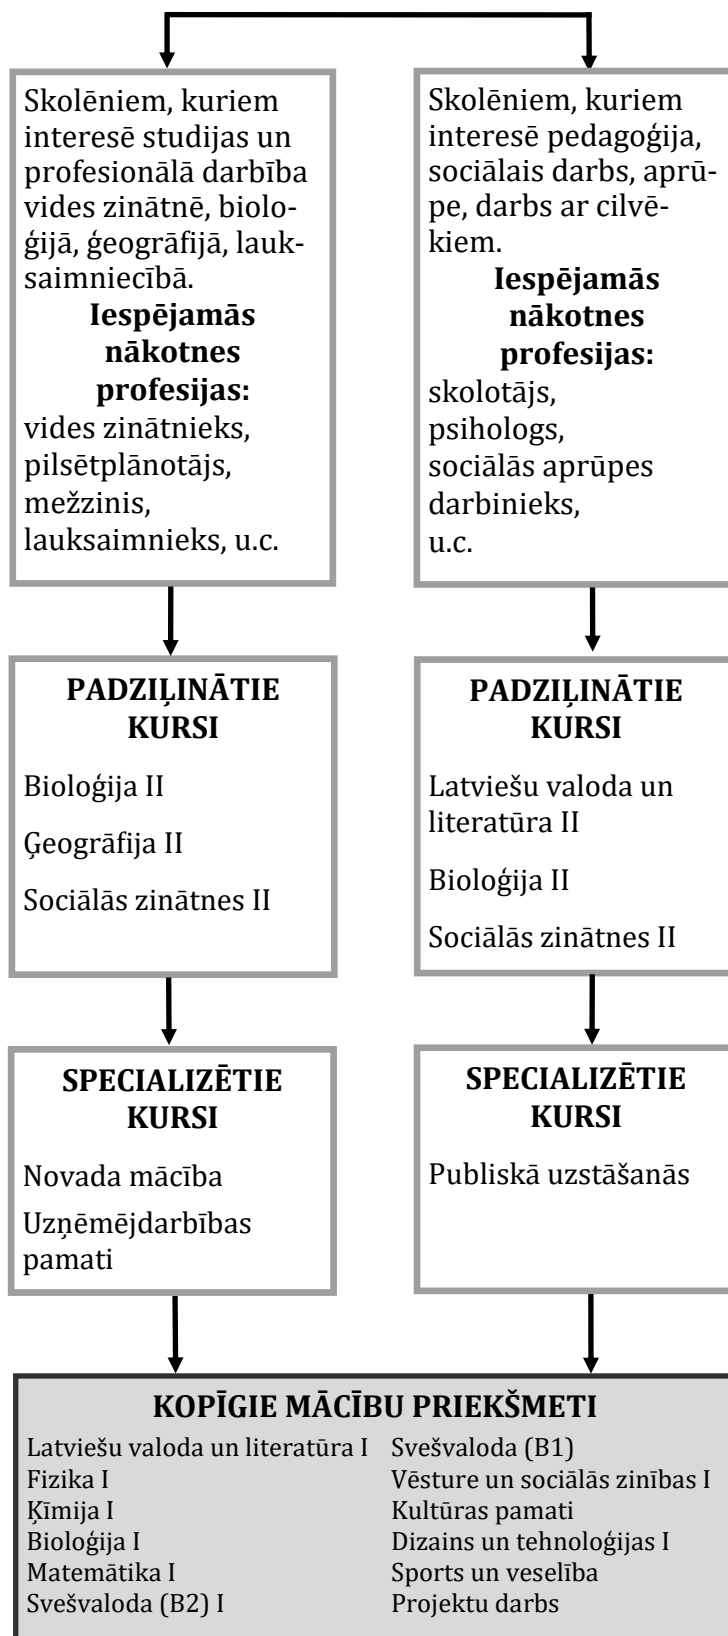 Skolēniem, kuriem
interesē studijas un
profesionālā darbība
vides zinātnē, biolo-
ģijā, ģeogrāfijā, lauk-
saimniecībā.
Iespējamās
nākotnes
profesijas:
vides zinātnieks,
pilsētplānotājs,
mežzinis,
lauksaimnieks, u.c.
Skolēniem, kuriem
interesē pedagoģija,
sociālais darbs, aprū-
pe, darbs ar cilvē-
kiem.
Iespējamās
nākotnes
profesijas:
skolotājs,
psihologs,
sociālās aprūpes
darbinieks,
u.c.
PADZIĻINĀTIE
KURSI
Bioloģija II
Ģeogrāfija II
Sociālās zinātnes II
PADZIĻINĀTIE
KURSI
Latviešu valoda un
literatūra II
Bioloģija II
Sociālās zinātnes II
SPECIALIZĒTIE
KURSI
Novada mācība
Uzņēmējdarbības
pamati
SPECIALIZĒTIE
KURSI
Publiskā uzstāšanās
KOPĪGIE MĀCĪBU PRIEKŠMETI
Latviešu valoda un literatūra I
Fizika I
Ķīmija I
Bioloģija I
Matemātika I
Svešvaloda (B2) I
Svešvaloda (B1)
Vēsture un sociālās zinības I
Kultūras pamati
Dizains un tehnoloģijas I
Sports un veselība
Projektu darbs